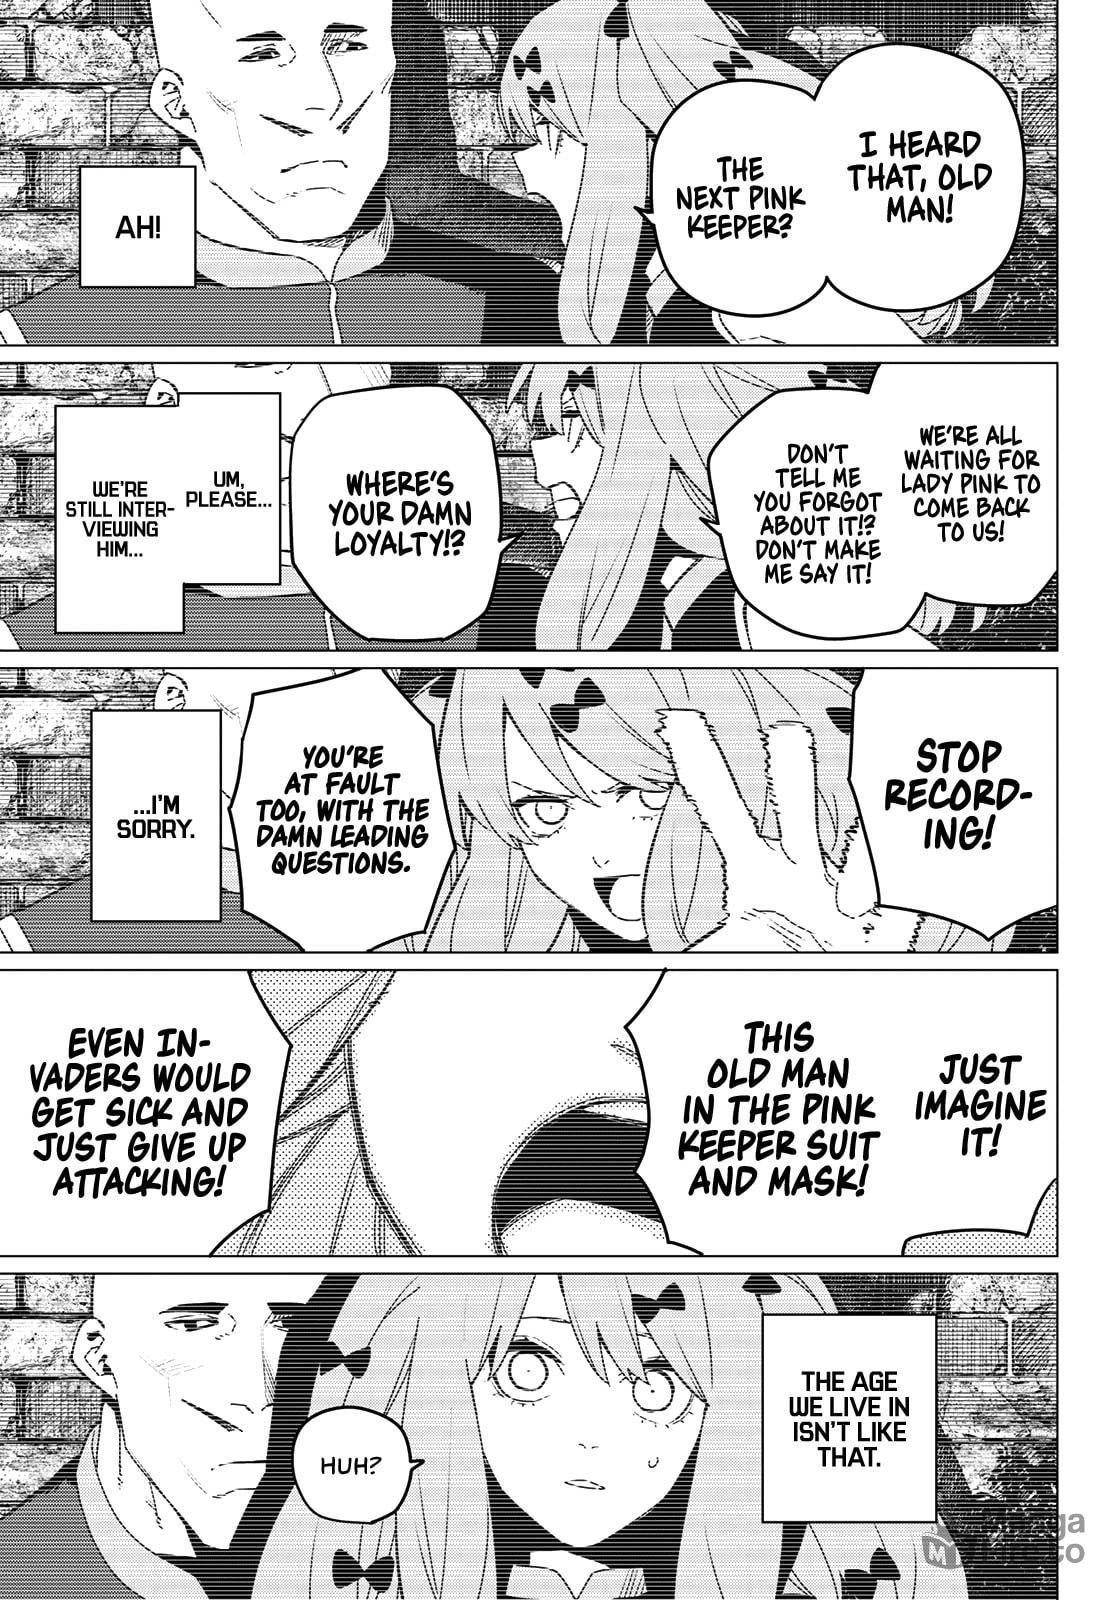 I HEARD
THAT, OLD
MAN!
THE
NEXT PINK
KEEPER?
AH!
WE'RE ALL
WAITING FOR
LADY PINK TO
COME BACK
TO US!
DON'T
TELL ME
YOU FORGOT
ABOUT IT!?
DON'T MAKE
ME SAY IT!
WHERE'S
YOUR DAMN
LOYALTY!?
UM,
PLEASE...
WE'RE
STILL INTER-
VIEWING
HIM...
STOP
RECORD-
ING!
YOU'RE
AT FAULT
TOO, WITH THE
DAMN LEADING
QUESTIONS.
...I'M
SORRY.
JUST
IMAGINE
IT!
THIS
OLD MAN
IN THE PINK
KEEPER SUIT
AND MASK!
EVEN IN-
VADERS WOULD
GET SICK AND
JUST GIVE UP
ATTACKING!
THE AGE
WE LIVE IN
ISN'T LIKE
THAT.
HUH?
Manga